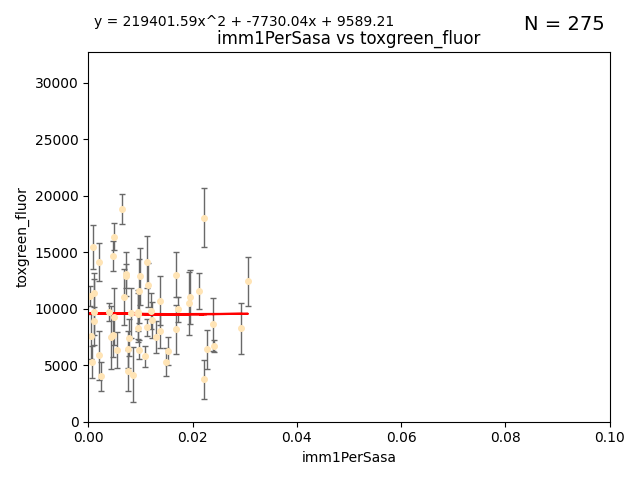 y = 219401.59x^2 + -7730.04x + 9589.21
N = 275
imm1PerSasa vs toxgreen_fluor
30000
25000
20000
15000
10000
5000
0
toxgreen_fluor
0.00
0.02
0.04
0.06
0.08
0.10
imm1PerSasa